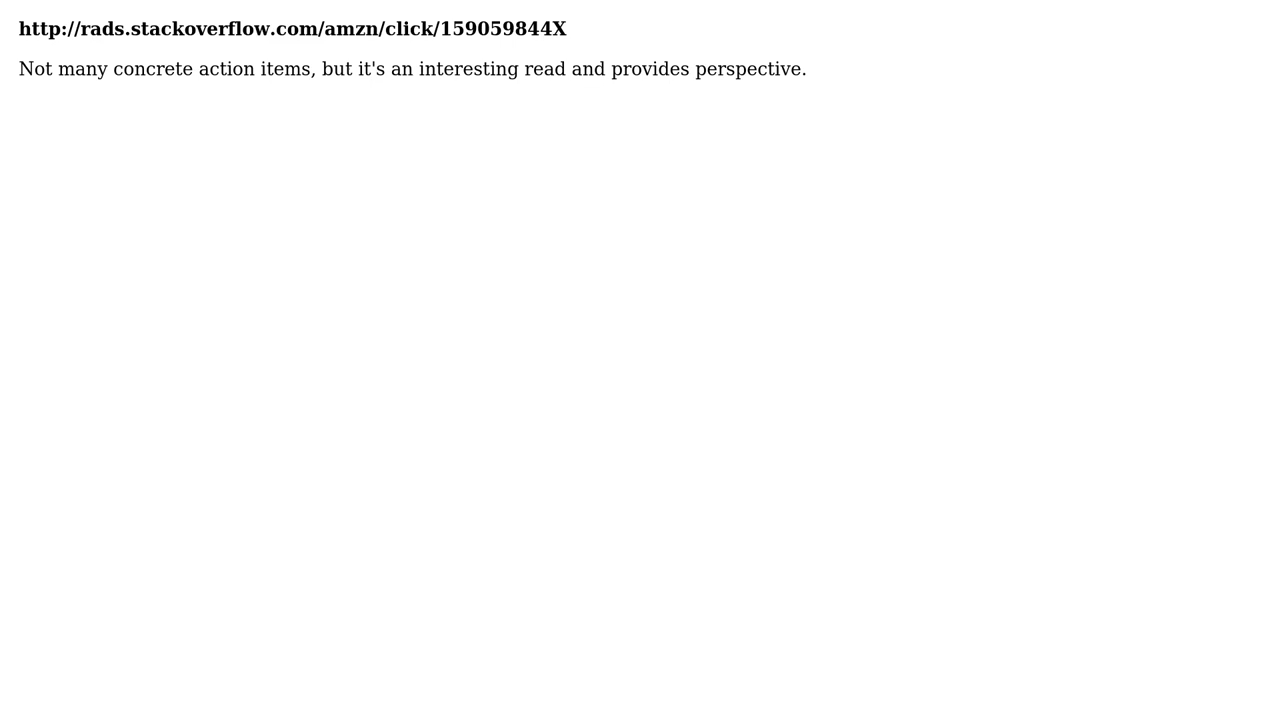 http://rads.stackoverflow.com/amzn/click/159059844X
Not many concrete action items, but it's an interesting read and provides perspective.